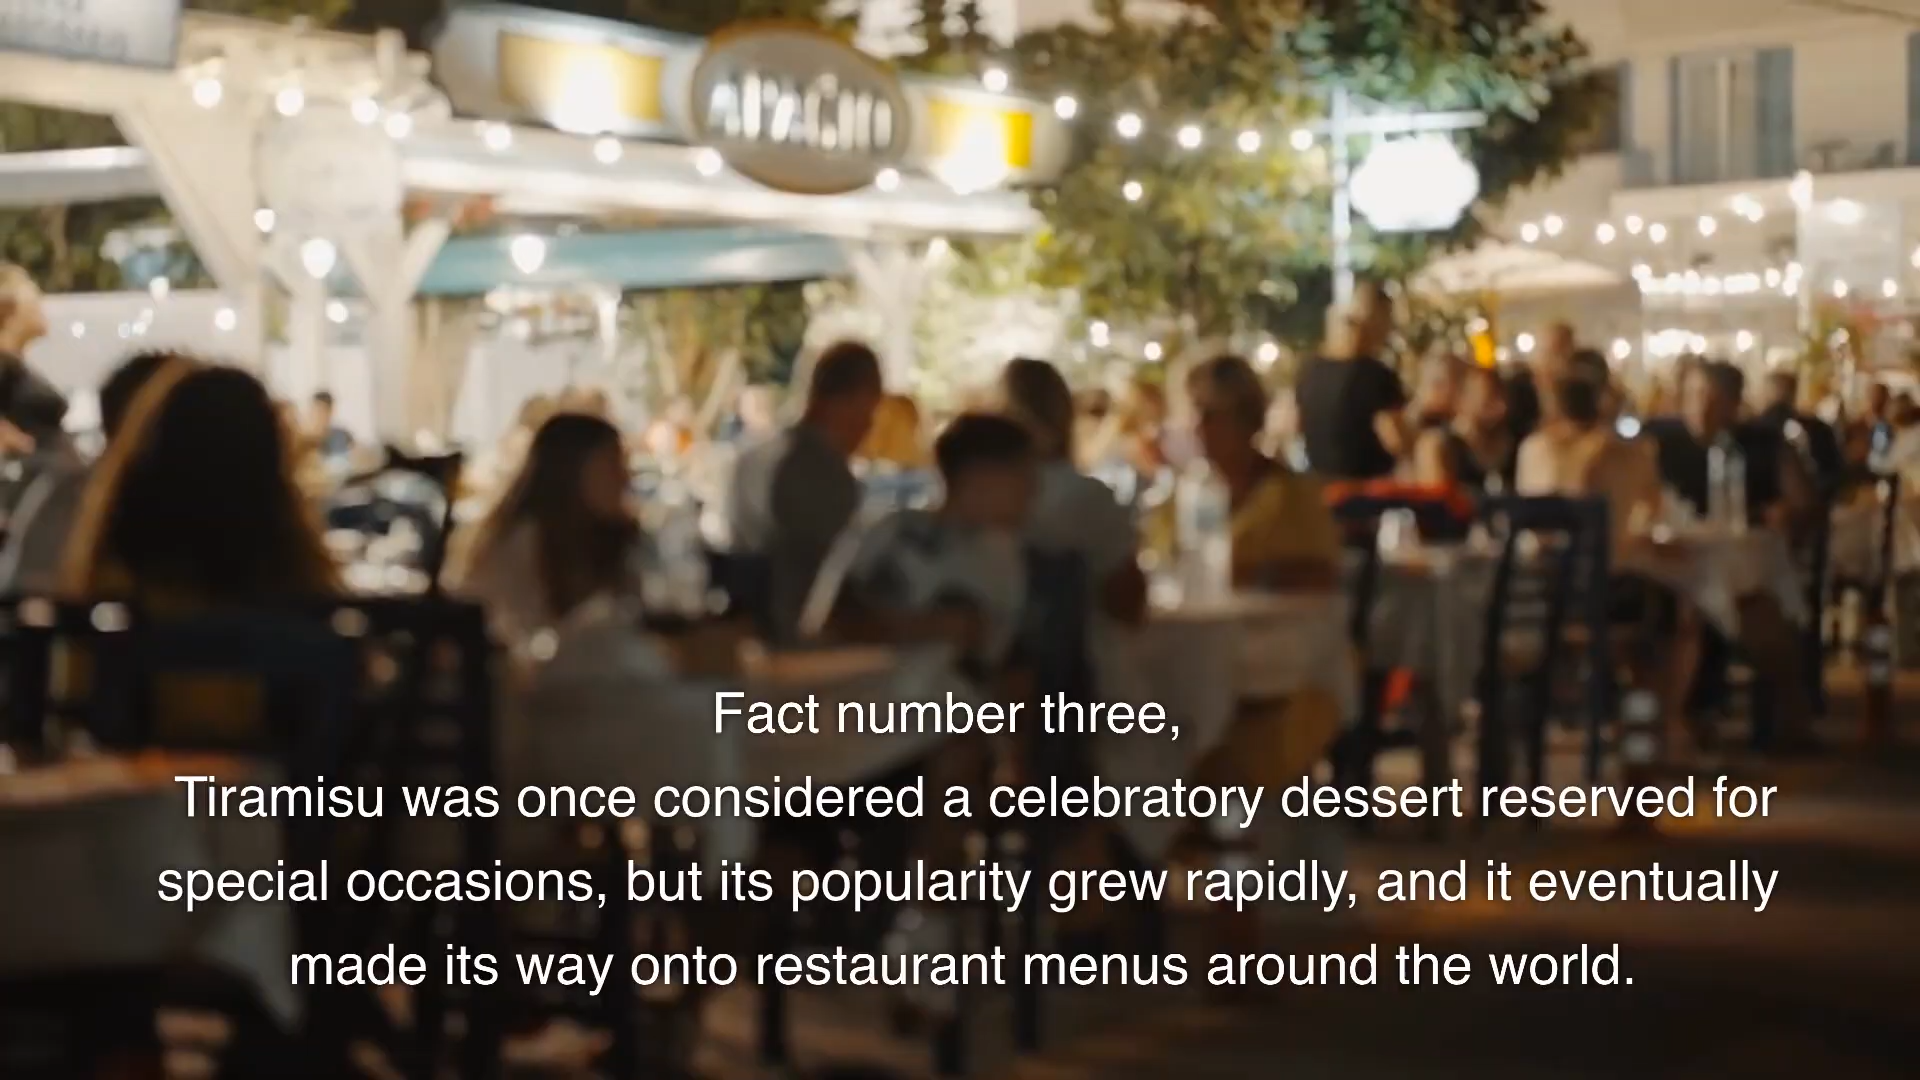 Fact number three,
Tiramisu was once considered a celebratory dessert reserved for
special occasions, but its popularity grew rapidly, and it eventually
made its way onto restaurant menus around the world.